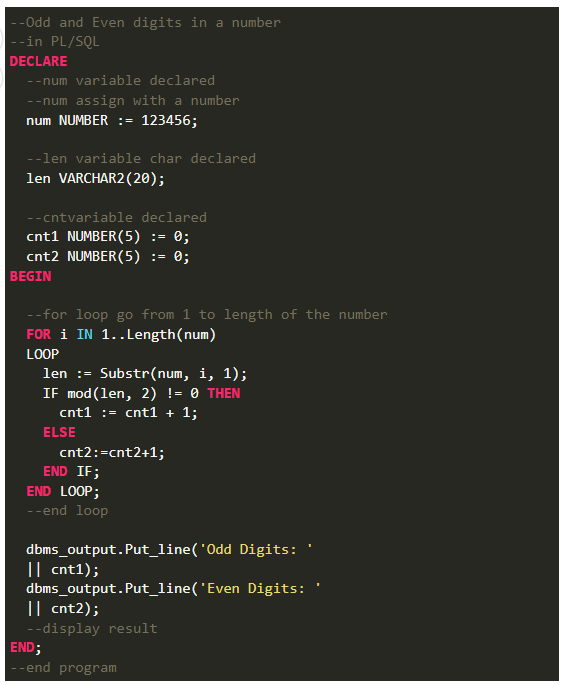 --Odd and Even digits in a number
--in PL/SQL
DECLARE
--num variable declared
--num assign with a number
num NUMBER := 123456;
--len variable char declared
len VARCHAR2(20);
--cntvariable declared
cnt1 NUMBER(5) := 0;
cnt2 NUMBER(5) := 0;
BEGIN
--for loop go from 1 to length of the number
FOR i IN 1..Length(num)
LOOP
len := Substr(num, i, 1);
IF mod(len, 2) != 0 THEN
cnt1 := cnt1 + 1;
ELSE
cnt2:=cnt2+1;
END IF;
END LOOP;
--end loop
dbms_output.Put_line('Odd Digits: '
|| cnt1);
dbms_output.Put_line('Even Digits: '
|| cnt2);
--display result
END;
--end program